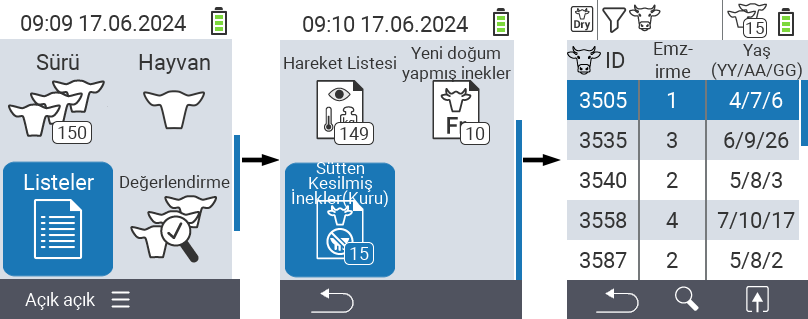 09:09 17.06.2024
Sürü
Hayvan
150
Listeler
Değerlendirme
Açık açık
09:10 17.06.2024
Hareket Listesi
Yeni doğum
yapmış inekler
149
Fr
10
Sütten
Kesilmiş
İnekler(Kuru)
15
Dry
15
ID
Emz-
irme
Yaş
(YY/AA/GG)
3505 1 4/7/6
3535 3 6/9/26
3540 2 5/8/3
3558 4 7/10/17
3587 2 5/8/2